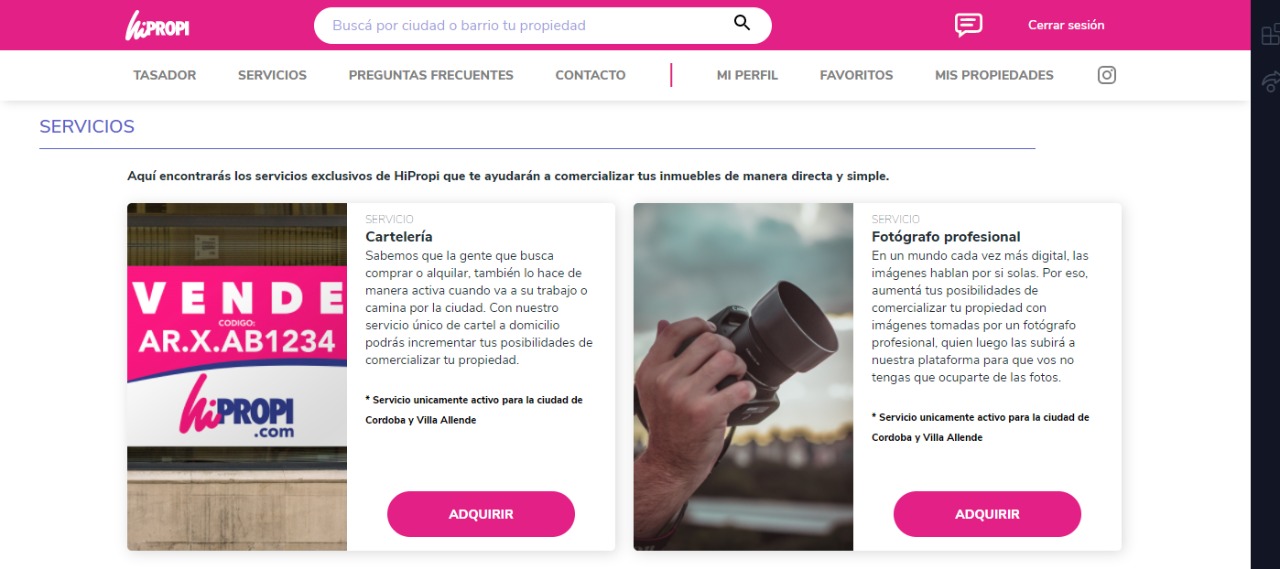 hiPROPI
Buscá por ciudad o barrio tu propiedad
Cerrar sesión
TASADOR SERVICIOS PREGUNTAS FRECUENTES CONTACTO MI PERFIL FAVORITOS MIS PROPIEDADES
SERVICIOS
Aquí encontrarás los servicios exclusivos de HiPropi que te ayudarán a comercializar tus inmuebles de manera directa y simple.
VENDE
CODIGO:
AR.X.AB1234
hiPROPI
.com
SERVICIO
Cartelería
Sabemos que la gente que busca
comprar o alquilar, también lo hace de
manera activa cuando va a su trabajo o
camina por la ciudad. Con nuestro
servicio único de cartel a domicilio
podrás incrementar tus posibilidades de
comercializar tu propiedad.
* Servicio unicamente activo para la ciudad de
Cordoba y Villa Allende
ADQUIRIR
SERVICIO
Fotógrafo profesional
En un mundo cada vez más digital, las
imágenes hablan por si solas. Por eso,
aumentá tus posibilidades de
comercializar tu propiedad con
imágenes tomadas por un fotógrafo
profesional, quien luego las subirá a
nuestra plataforma para que vos no
tengas que ocuparte de las fotos.
* Servicio unicamente activo para la ciudad de
Cordoba y Villa Allende
ADQUIRIR